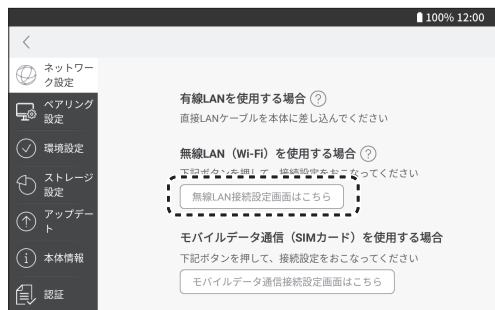 100% 12:00
ネットワー
ク設定
ペアリング
設定
環境設定
ストレージ
設定
アップデー
ト
本体情報
認証
有線LANを使用する場合 ?
直接LANケーブルを本体に差し込んでください
無線LAN（Wi-Fi）を使用する場合 ?
下記ボタンを押して、接続設定をおこなってください
無線LAN接続設定画面はこちら
モバイルデータ通信（SIMカード）を使用する場合
下記ボタンを押して、接続設定をおこなってください
モバイルデータ通信接続設定画面はこちら